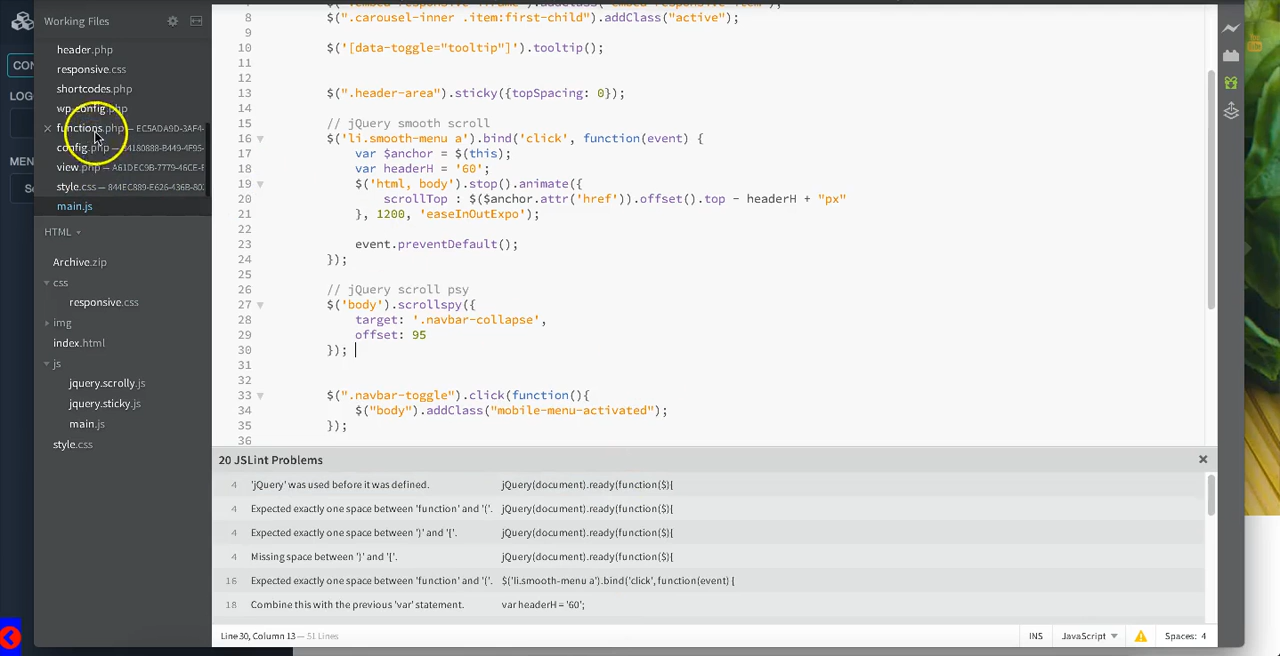 Working Files
header.php
responsive.css
shortcodes.php
wp-config.php
functions.php — EC5ADA9D-3AF4-
config.php — B4180888-B449-4F95-
view.php — A61DEC9B-7779-46CE-B
style.css — 844EC889-E626-436B-80
main.js
HTML
Archive.zip
css
responsive.css
img
index.html
js
jquery.scrolly.js
jquery.sticky.js
main.js
style.css
CON
LOG
MEN
Se
8 $(".carousel-inner .item:first-child").addClass("active");
9
10 $('[data-toggle="tooltip"]').tooltip();
11
12
13 $(".header-area").sticky({topSpacing: 0});
14
15 // jQuery smooth scroll
16 $('li.smooth-menu a').bind('click', function(event) {
17 var $anchor = $(this);
18 var headerH = '60';
19 $('html, body').stop().animate({
20 scrollTop : $($anchor.attr('href')).offset().top - headerH + "px"
21 }, 1200, 'easeInOutExpo');
22
23 event.preventDefault();
24 });
25
26 // jQuery scroll psy
27 $('body').scrollspy({
28 target: '.navbar-collapse',
29 offset: 95
30 });
31
32
33 $(".navbar-toggle").click(function(){
34 $("body").addClass("mobile-menu-activated");
35 });
36
20 JSLint Problems
4 'jQuery' was used before it was defined. jQuery(document).ready(function($){
4 Expected exactly one space between 'function' and '('. jQuery(document).ready(function($){
4 Expected exactly one space between ')' and '{'. jQuery(document).ready(function($){
4 Missing space between ')' and '{'. jQuery(document).ready(function($){
16 Expected exactly one space between 'function' and '('. $('li.smooth-menu a').bind('click', function(event) {
18 Combine this with the previous 'var' statement. var headerH = '60';
Line 30, Column 13 — 51 Lines
INS
JavaScript
Spaces: 4